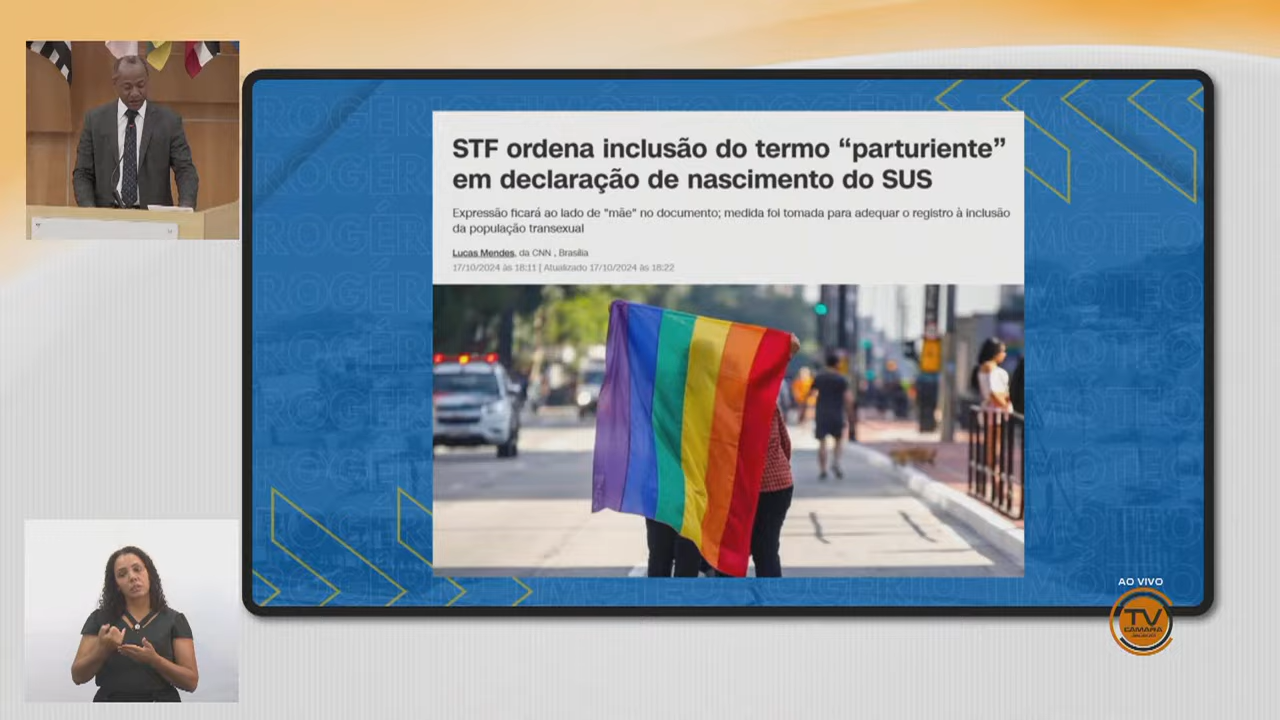 STF ordena inclusão do termo “parturiente”
em declaração de nascimento do SUS
Expressão ficará ao lado de "mãe" no documento; medida foi tomada para adequar o registro à inclusão
da população transexual
Lucas Mendes, da CNN , Brasília
17/10/2024 às 18:11 | Atualizado 17/10/2024 às 18:22
AO VIVO
TV
CÂMARA